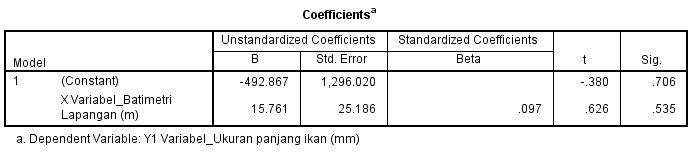 Coefficientsa
Unstandardized Coefficients Standardized Coefficients
Model B Std. Error Beta t Sig.
1 (Constant) -492.867 1,296.020 -.380 .706
X Variabel_Batimetri
Lapangan (m) 15.761 25.186 .097 .626 .535
a. Dependent Variable: Y1 Variabel_Ukuran panjang ikan (mm)